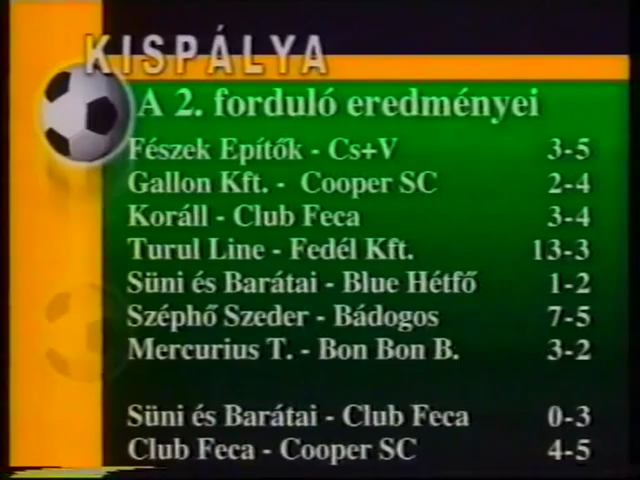 KISPÁLYA
A 2. forduló eredményei
Fészek Epítők - Cs+V 3-5
Gallon Kft. - Cooper SC 2-4
Koráll - Club Feca 3-4
Turul Line - Fedél Kft. 13-3
Süni és Barátai - Blue Hétfő 1-2
Széphő Szeder - Bádogos 7-5
Mercurius T. - Bon Bon B. 3-2
Süni és Barátai - Club Feca 0-3
Club Feca - Cooper SC 4-5